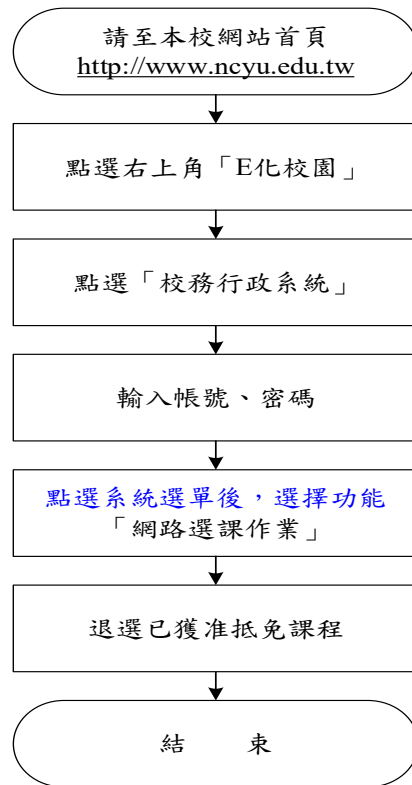 請至本校網站首頁
http://www.ncyu.edu.tw
點選右上角「E化校園」
點選「校務行政系統」
輸入帳號、密碼
點選系統選單後，選擇功能
「網路選課作業」
退選已獲准抵免課程
結　　束